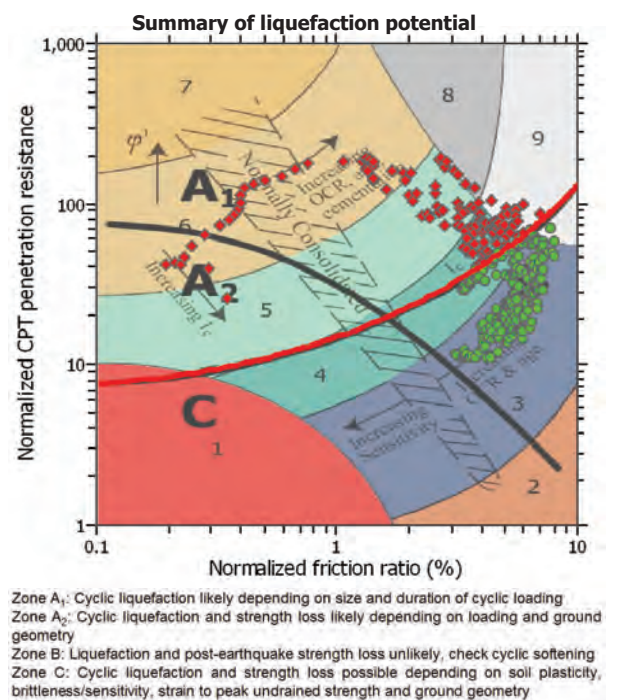 Summary of liquefaction potential
Normalized CPT penetration resistance
1,000
100
10
1
7
8
9
φ'
A1
6
A2
5
4
C
1
3
2
Increasing
OCR,
cementation
Normally Consolidated
Increasing Ic
Ic
Increasing
Increasing
Sensitivity
0.1
1
10
Normalized friction ratio (%)
Zone A1: Cyclic liquefaction likely depending on size and duration of cyclic loading
Zone A2: Cyclic liquefaction and strength loss likely depending on loading and ground
geometry
Zone B: Liquefaction and post-earthquake strength loss unlikely, check cyclic softening
Zone C: Cyclic liquefaction and strength loss possible depending on soil plasticity,
brittleness/sensitivity, strain to peak undrained strength and ground geometry